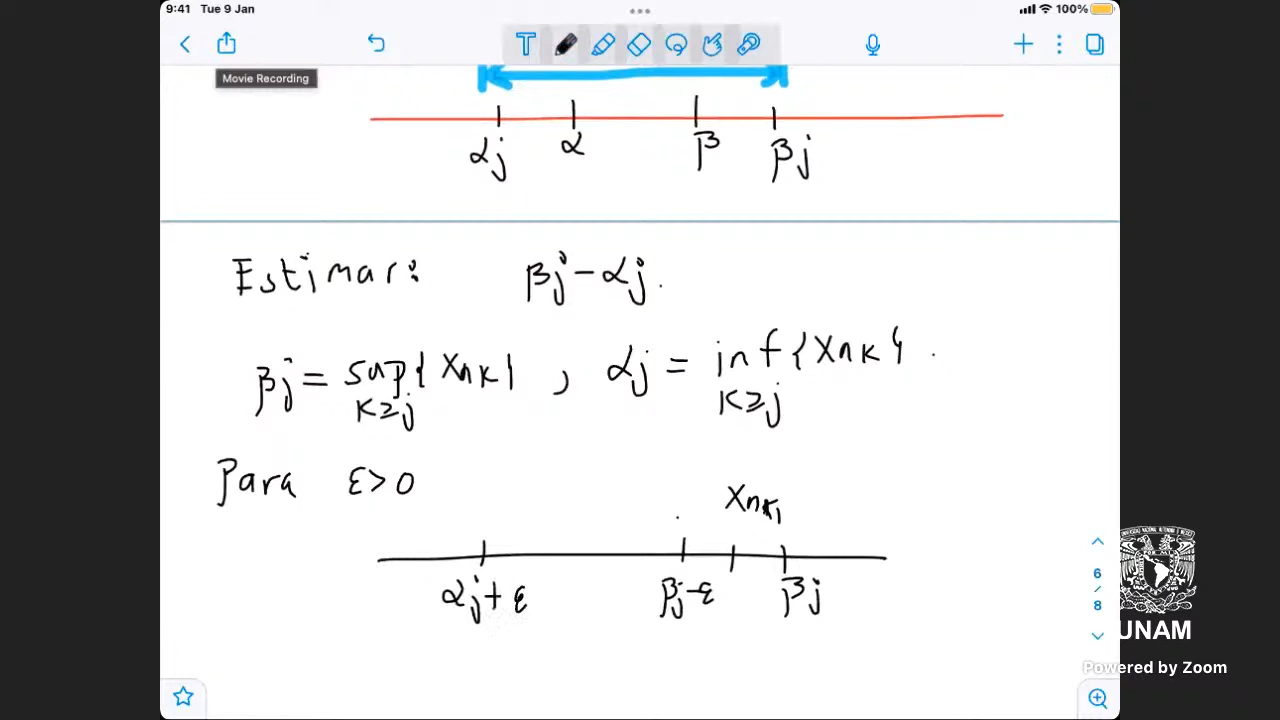 9:41 Tue 9 Jan
100%
T
Movie Recording
αj α β βj
Estimar: βj - αj.
βj = sup{Xnk} , αj = inf{Xnk}.
k≥j k≥j
Para ε>0
Xnk1
αj+ε βj-ε βj
6
/
8
UNAM
Powered by Zoom